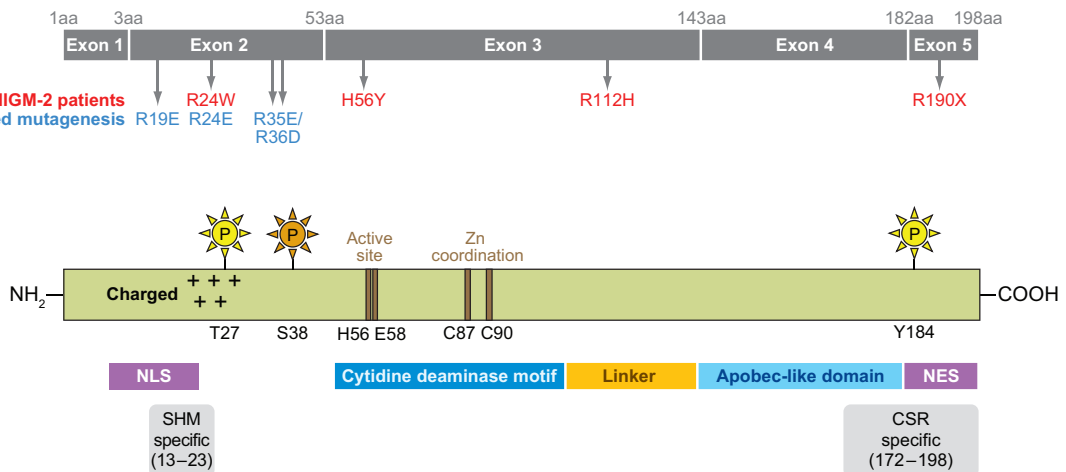 1aa 3aa 53aa 143aa 182aa 198aa
Exon 1 Exon 2 Exon 3 Exon 4 Exon 5
IGM-2 patients R24W H56Y R112H R190X
ed mutagenesis R19E R24E R35E/
R36D
P P P
Active Zn
site coordination
NH2 Charged + + + COOH
+ +
T27 S38 H56 E58 C87 C90 Y184
NLS Cytidine deaminase motif Linker Apobec-like domain NES
SHM CSR
specific specific
(13–23) (172–198)